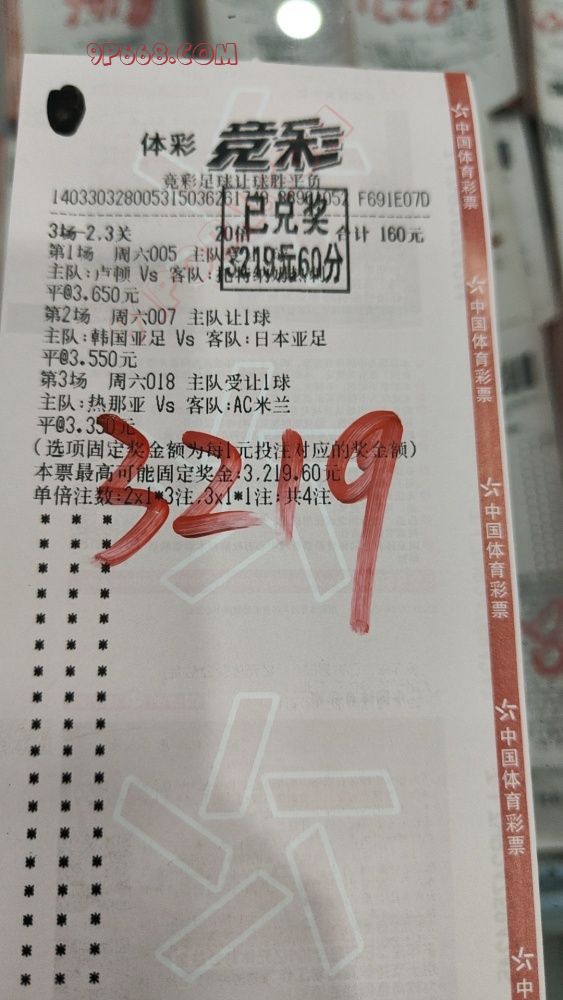 9P668.COM
体彩 竞彩
竞彩足球让球胜平负
F691E07D
已兑奖
3219元60分
3场-2.3关 20倍 合计 160元
第1场 周六005 主队受
主队:卢顿 Vs 客队:
平@3.650元
第2场 周六007 主队让1球
主队:韩国亚足 Vs 客队:日本亚足
平@3.550元
第3场 周六018 主队受让1球
主队:热那亚 Vs 客队:AC米兰
平@3.350元
(选项固定奖金额为每1元投注对应的奖金额)
本票最高可能固定奖金:3,219.60元
单倍注数:2x1*3注,3x1*1注;共4注
3219
中国体育彩票
中国体育彩票
中国体育彩票
中国体育彩票
中